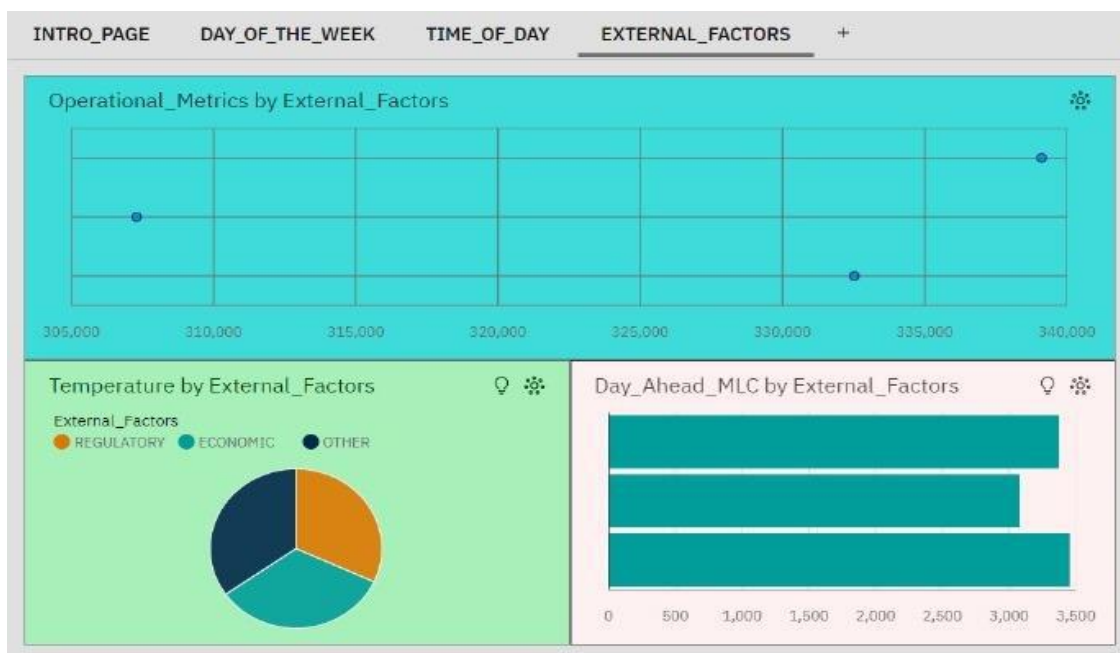 INTRO_PAGE DAY_OF_THE_WEEK TIME_OF_DAY EXTERNAL_FACTORS +
Operational_Metrics by External_Factors
305,000 310,000 315,000 320,000 325,000 330,000 335,000 340,000
Temperature by External_Factors
External_Factors
REGULATORY ECONOMIC OTHER
Day_Ahead_MLC by External_Factors
0 500 1,000 1,500 2,000 2,500 3,000 3,500